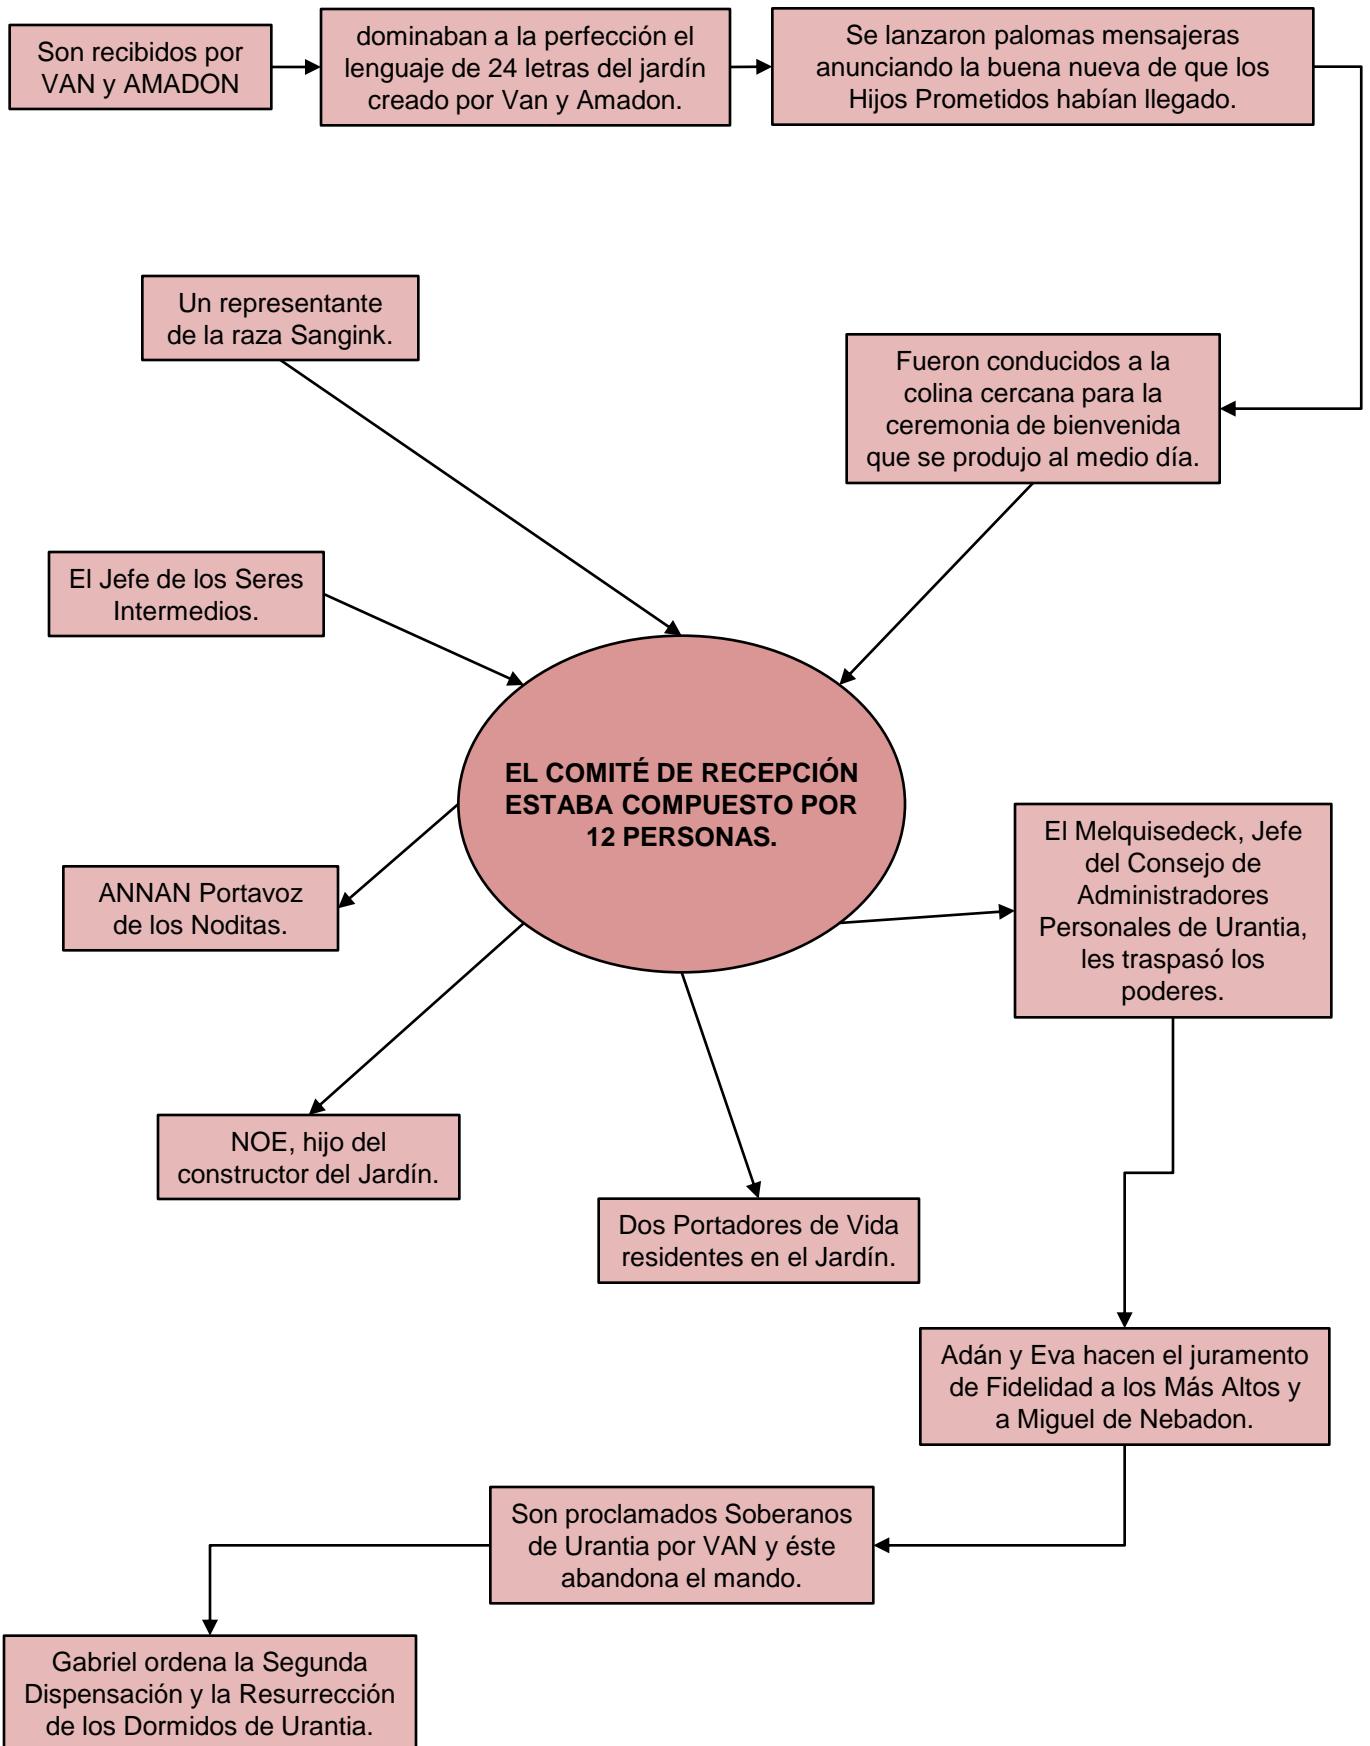 Son recibidos por
VAN y AMADON
dominaban a la perfección el
lenguaje de 24 letras del jardín
creado por Van y Amadon.
Se lanzaron palomas mensajeras
anunciando la buena nueva de que los
Hijos Prometidos habían llegado.
Un representante
de la raza Sangink.
Fueron conducidos a la
colina cercana para la
ceremonia de bienvenida
que se produjo al medio día.
El Jefe de los Seres
Intermedios.
EL COMITÉ DE RECEPCIÓN
ESTABA COMPUESTO POR
12 PERSONAS.
El Melquisedeck, Jefe
del Consejo de
Administradores
Personales de Urantia,
les traspasó los
poderes.
ANNAN Portavoz
de los Noditas.
NOE, hijo del
constructor del Jardín.
Dos Portadores de Vida
residentes en el Jardín.
Adán y Eva hacen el juramento
de Fidelidad a los Más Altos y
a Miguel de Nebadon.
Son proclamados Soberanos
de Urantia por VAN y éste
abandona el mando.
Gabriel ordena la Segunda
Dispensación y la Resurrección
de los Dormidos de Urantia.